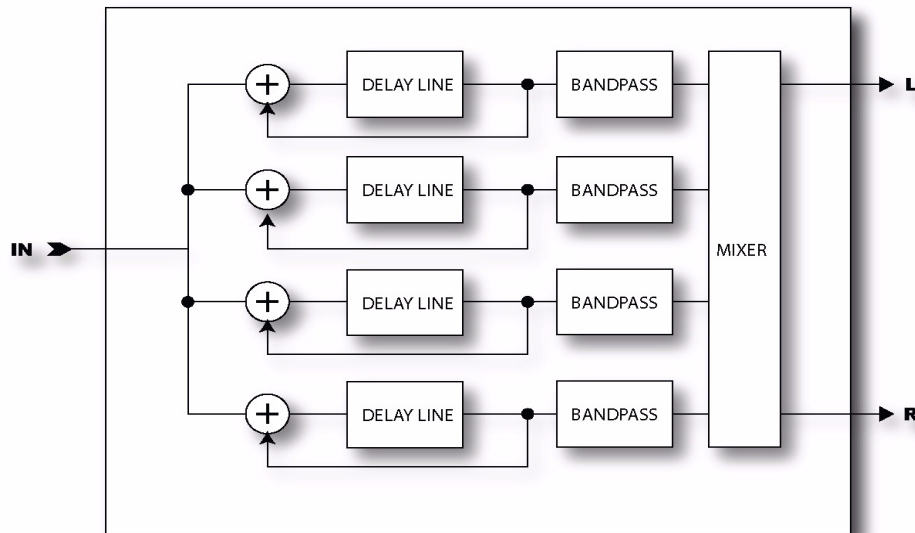 DELAY LINE BANDPASS L
DELAY LINE BANDPASS
IN MIXER
DELAY LINE BANDPASS
DELAY LINE BANDPASS R